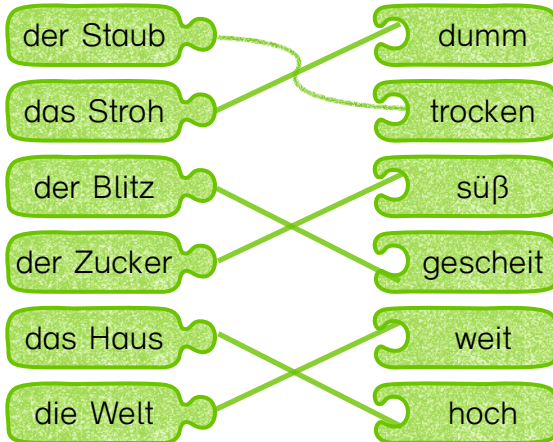 der Staub dumm
das Stroh trocken
der Blitz süß
der Zucker gescheit
das Haus weit
die Welt hoch